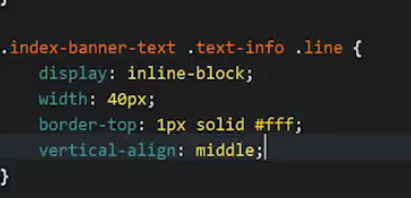 }
.index-banner-text .text-info .line {
display: inline-block;
width: 40px;
border-top: 1px solid #fff;
vertical-align: middle;
}